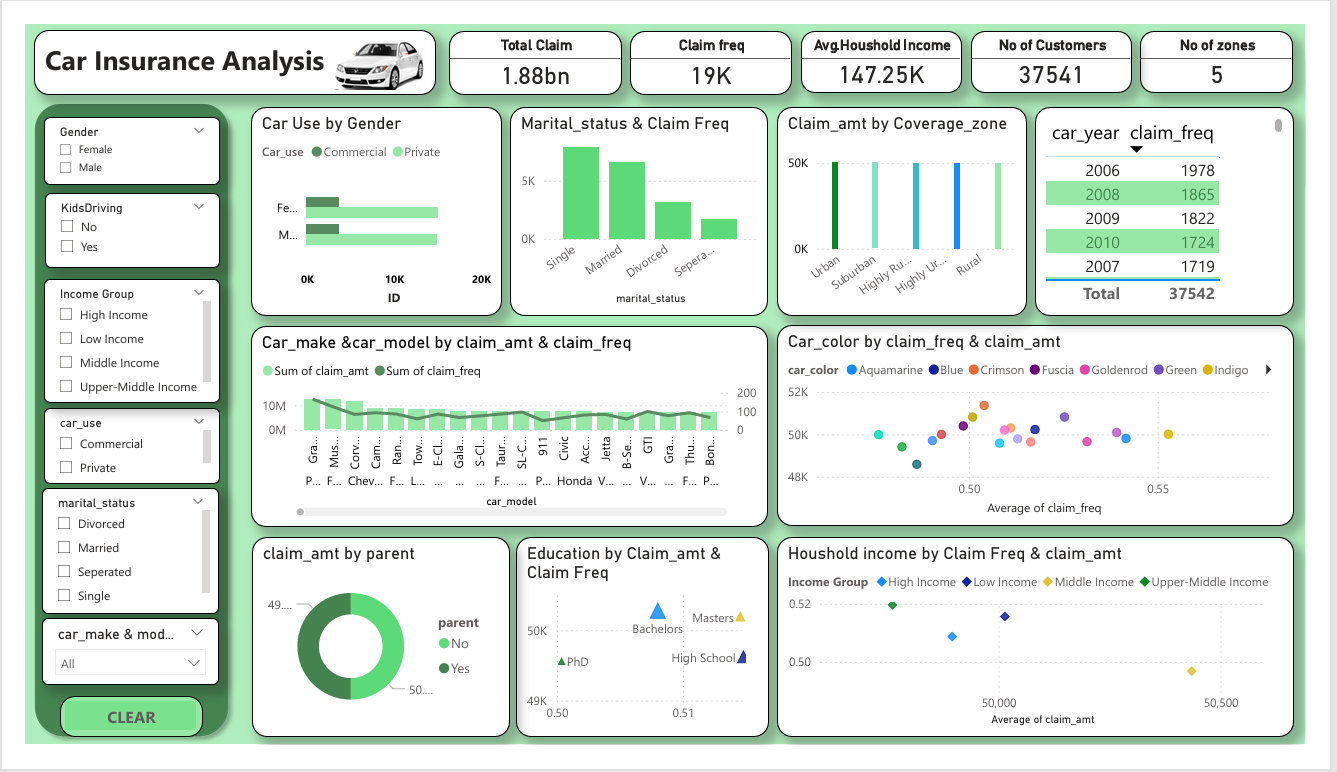 Car Insurance Analysis
Total Claim
1.88bn
Claim freq
19K
Avg.Houshold Income
147.25K
No of Customers
37541
No of zones
5
Gender
Female
Male
KidsDriving
No
Yes
Income Group
High Income
Low Income
Middle Income
Upper-Middle Income
car_use
Commercial
Private
marital_status
Divorced
Married
Seperated
Single
car_make & mod...
All
CLEAR
Car Use by Gender
Car_use Commercial Private
Fe...
M...
0K 10K 20K
ID
Marital_status & Claim Freq
5K
0K
Single Married Divorced Sepera...
marital_status
Claim_amt by Coverage_zone
50K
0K
Urban Suburban Highly Ru... Highly Ur... Rural
car_year claim_freq
2006 1978
2008 1865
2009 1822
2010 1724
2007 1719
Total 37542
Car_make &car_model by claim_amt & claim_freq
Sum of claim_amt Sum of claim_freq
10M
0M
200
100
0
Gra... Mus... Corv... Cam... Ran... Tow... E-Cl... Gala... S-Cl... Taur... SL-C... 911 Civic Acc... Jetta B-Se... GTI Gra... Thu... Bon...
P... F... Chev... F... L... ... ... ... F... ... P... Honda V... ... V... ... F... P...
car_model
Car_color by claim_freq & claim_amt
car_color Aquamarine Blue Crimson Fuscia Goldenrod Green Indigo
52K
50K
48K
0.50 0.55
Average of claim_freq
claim_amt by parent
49....
50....
parent
No
Yes
Education by Claim_amt &
Claim Freq
50K
49K
Bachelors
Masters
High School
PhD
0.50 0.51
Houshold income by Claim Freq & claim_amt
Income Group High Income Low Income Middle Income Upper-Middle Income
0.52
0.50
50,000 50,500
Average of claim_amt